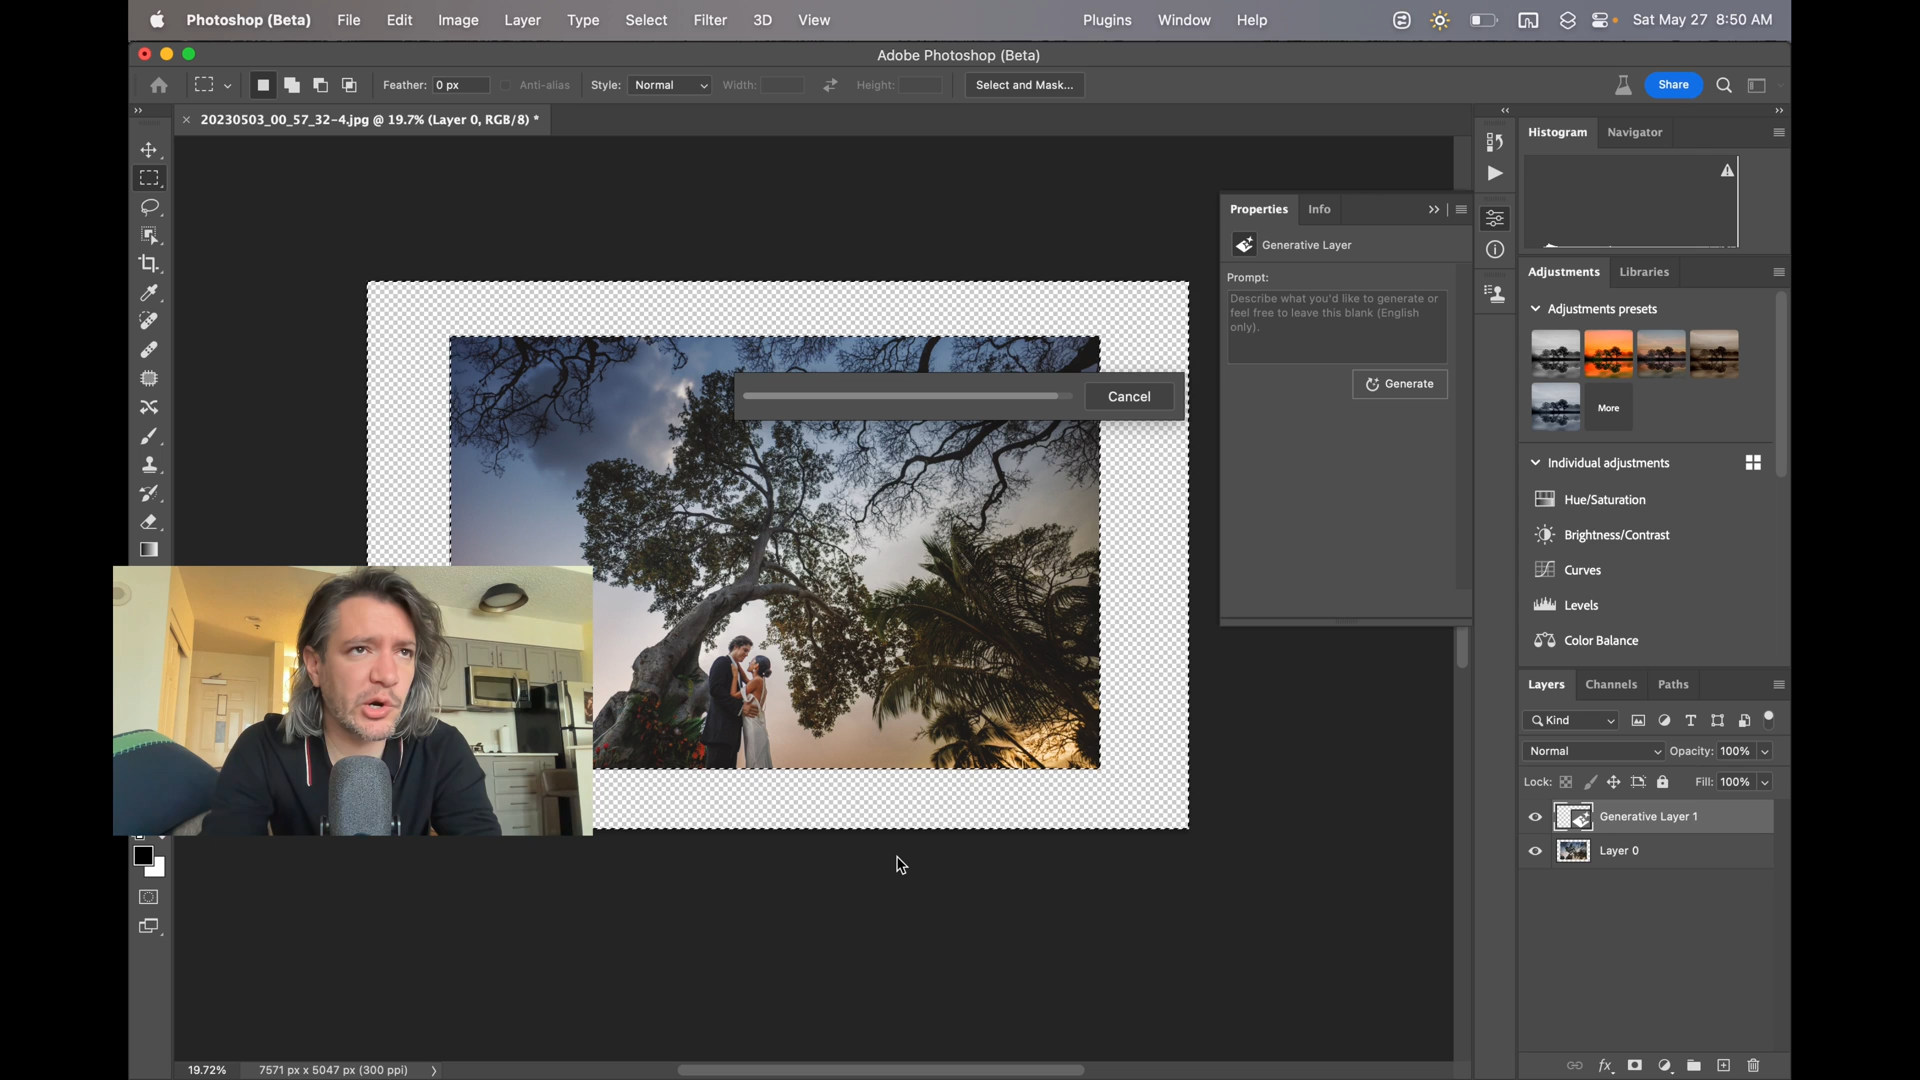 Photoshop (Beta) File Edit Image Layer Type Select Filter 3D View Plugins Window Help Sat May 27 8:50 AM
Adobe Photoshop (Beta)
Feather: 0 px Anti-alias Style: Normal Width: Height: Select and Mask... Share
20230503_00_57_32-4.jpg @ 19.7% (Layer 0, RGB/8) *
Histogram Navigator
Properties Info
Generative Layer
Prompt:
Describe what you'd like to generate or
feel free to leave this blank (English
only).
Generate
Cancel
Adjustments Libraries
Adjustments presets
More
Individual adjustments
Hue/Saturation
Brightness/Contrast
Curves
Levels
Color Balance
Layers Channels Paths
Kind
Normal Opacity: 100%
Lock: Fill: 100%
Generative Layer 1
Layer 0
fx
19.72% 7571 px x 5047 px (300 ppi)